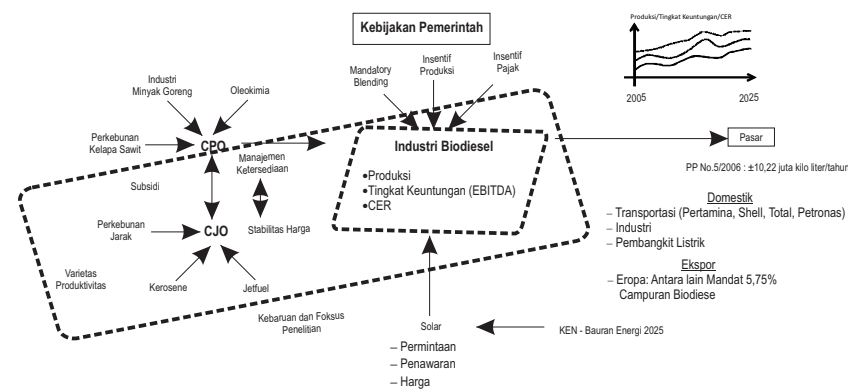 Kebijakan Pemerintah
Produksi/Tingkat Keuntungan/CER
2005
2025
Mandatory
Blending
Insentif
Produksi
Insentif
Pajak
Industri
Minyak Goreng
Oleokimia
Perkebunan
Kelapa Sawit
CPO
Manajemen
Ketersediaan
Subsidi
Stabilitas Harga
Perkebunan
Jarak
CJO
Varietas
Produktivitas
Kerosene
Jetfuel
Kebaruan dan Foksus
Penelitian
Industri Biodiesel
•Produksi
•Tingkat Keuntungan (EBITDA)
•CER
Pasar
PP No.5/2006 : ±10,22 juta kilo liter/tahun
Domestik
– Transportasi (Pertamina, Shell, Total, Petronas)
– Industri
– Pembangkit Listrik
Ekspor
– Eropa: Antara lain Mandat 5,75%
Campuran Biodiese
Solar
– Permintaan
– Penawaran
– Harga
KEN - Bauran Energi 2025